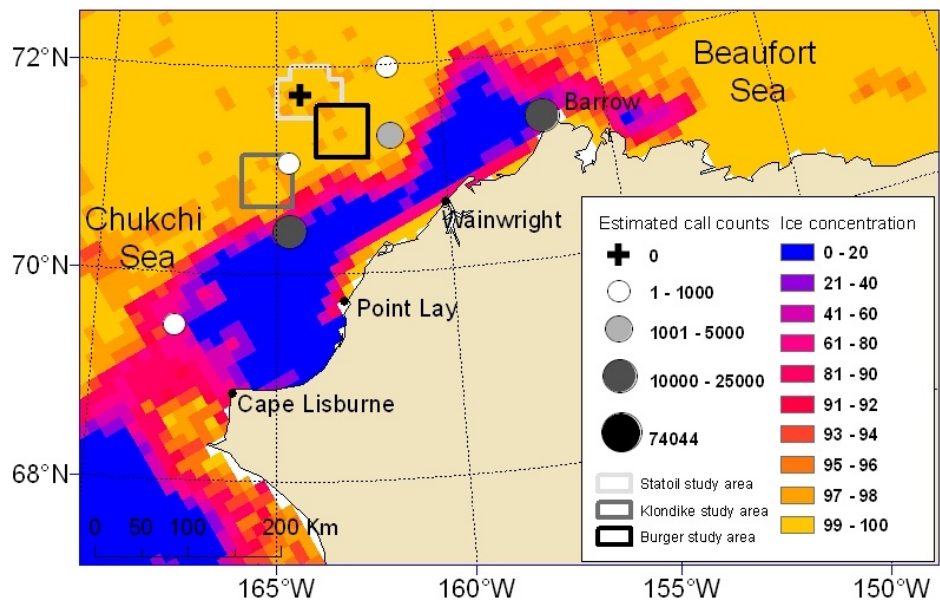 72°N
70°N
68°N
Beaufort
Sea
Barrow
Chukchi
Sea
Wainwright
Point Lay
Cape Lisburne
0 50 100 200 Km
165°W 160°W 155°W 150°W
Estimated call counts
0
1 - 1000
1001 - 5000
10000 - 25000
74044
Statoil study area
Klondike study area
Burger study area
Ice concentration
0 - 20
21 - 40
41 - 60
61 - 80
81 - 90
91 - 92
93 - 94
95 - 96
97 - 98
99 - 100